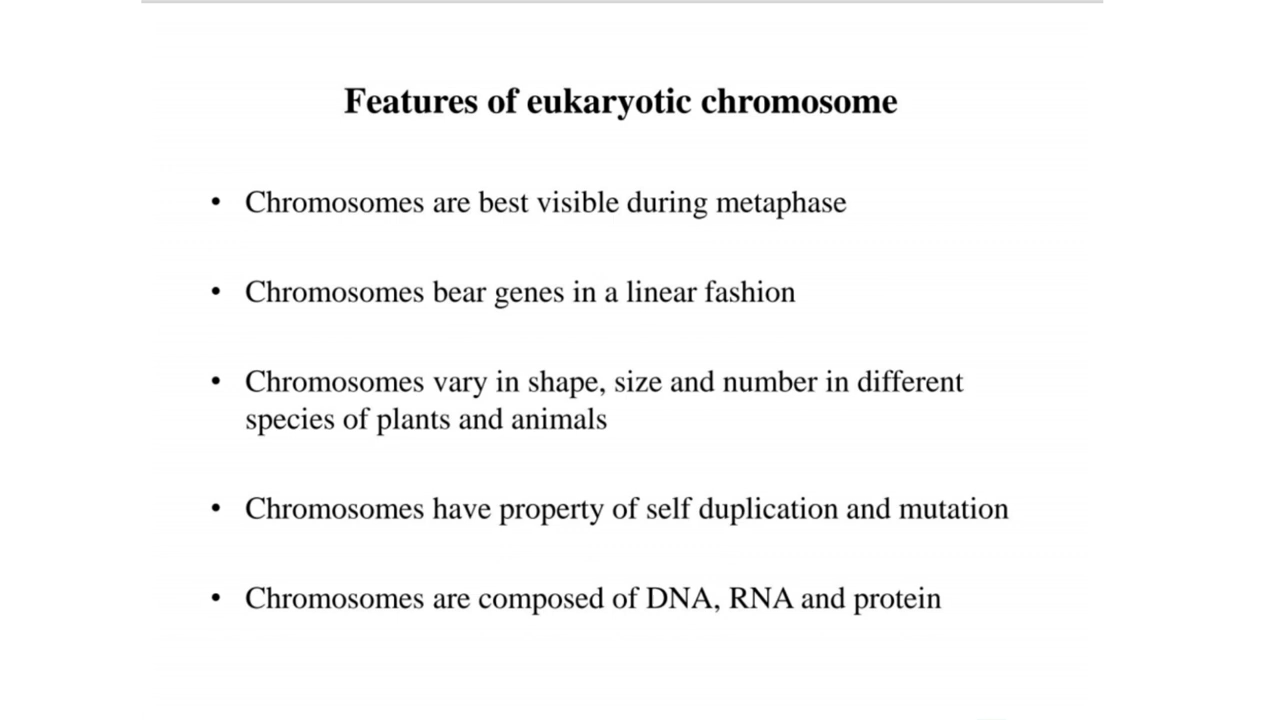 Features of eukaryotic chromosome
• Chromosomes are best visible during metaphase
• Chromosomes bear genes in a linear fashion
• Chromosomes vary in shape, size and number in different
species of plants and animals
• Chromosomes have property of self duplication and mutation
• Chromosomes are composed of DNA, RNA and protein